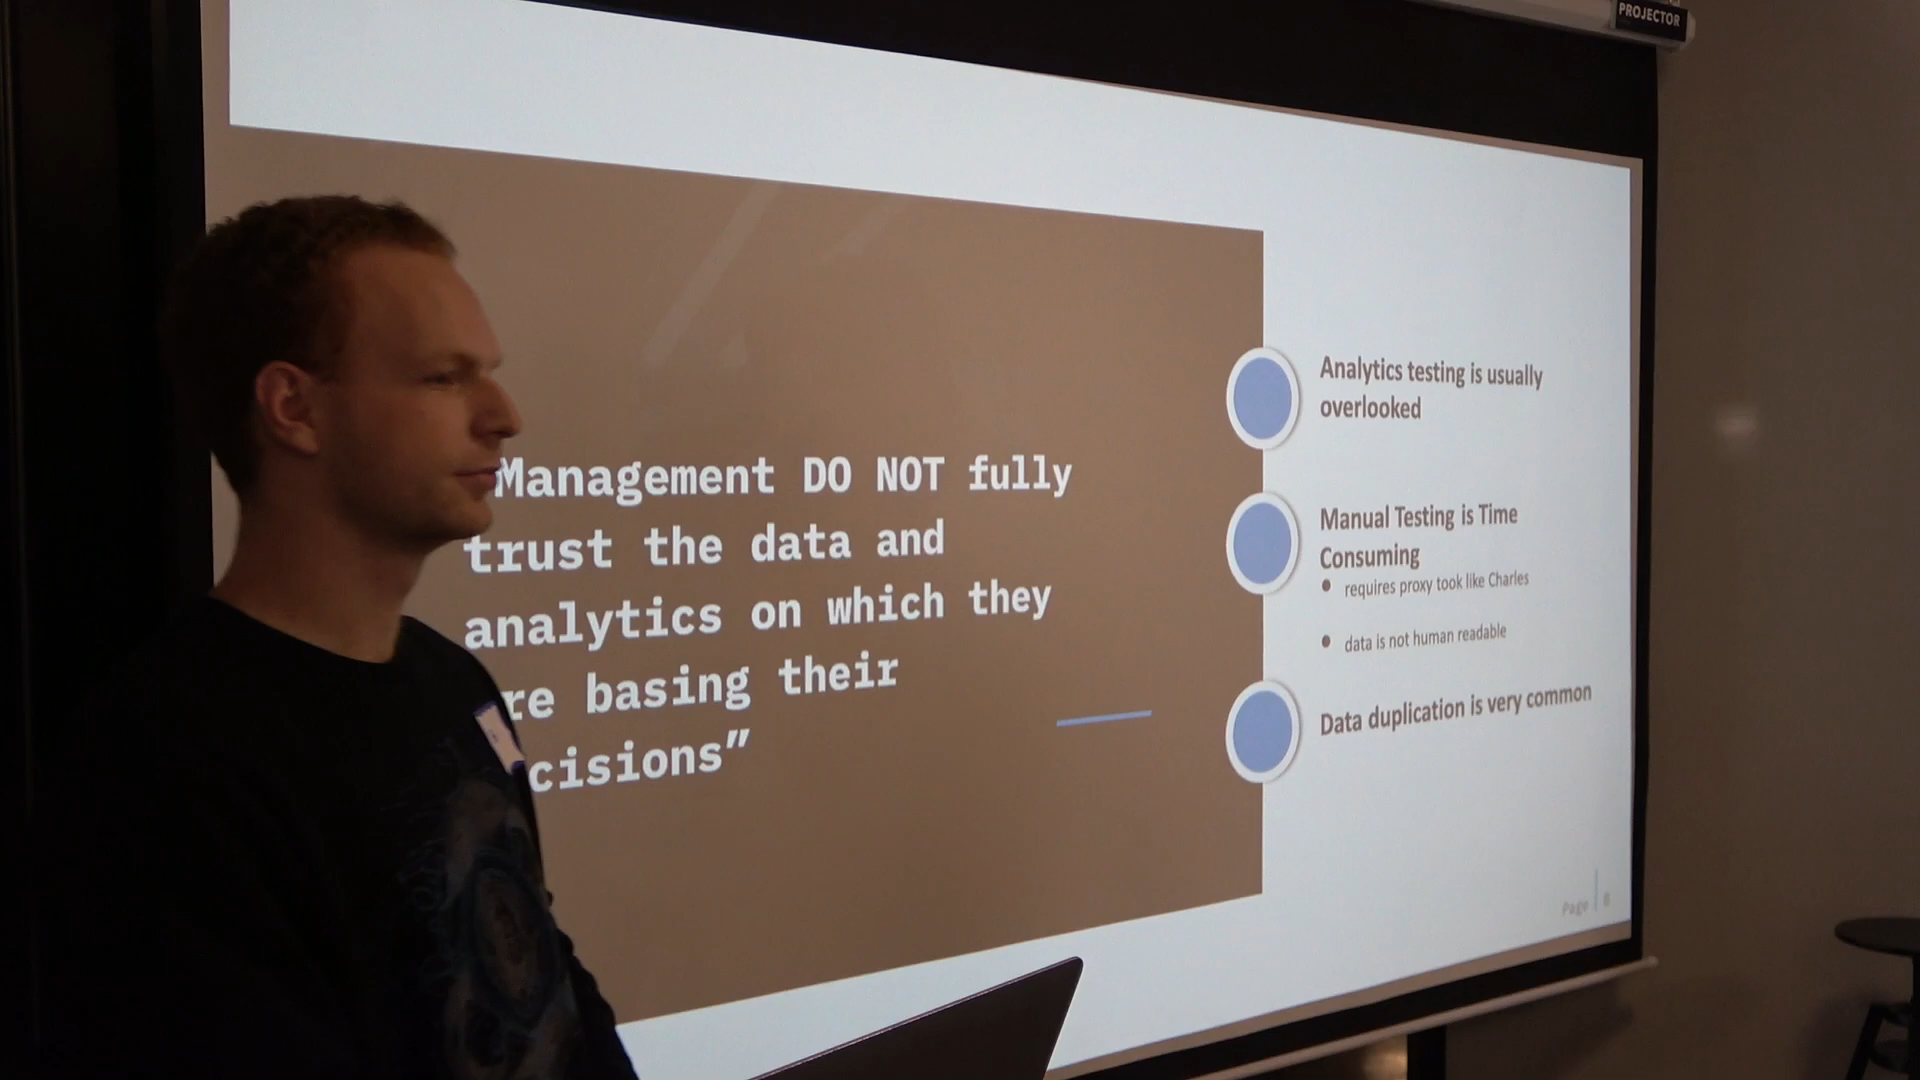 PROJECTOR
Management DO NOT fully
trust the data and
analytics on which they
re basing their
cisions”
Analytics testing is usually
overlooked
Manual Testing is Time
Consuming
requires proxy took like Charles
data is not human readable
Data duplication is very common
Page 8